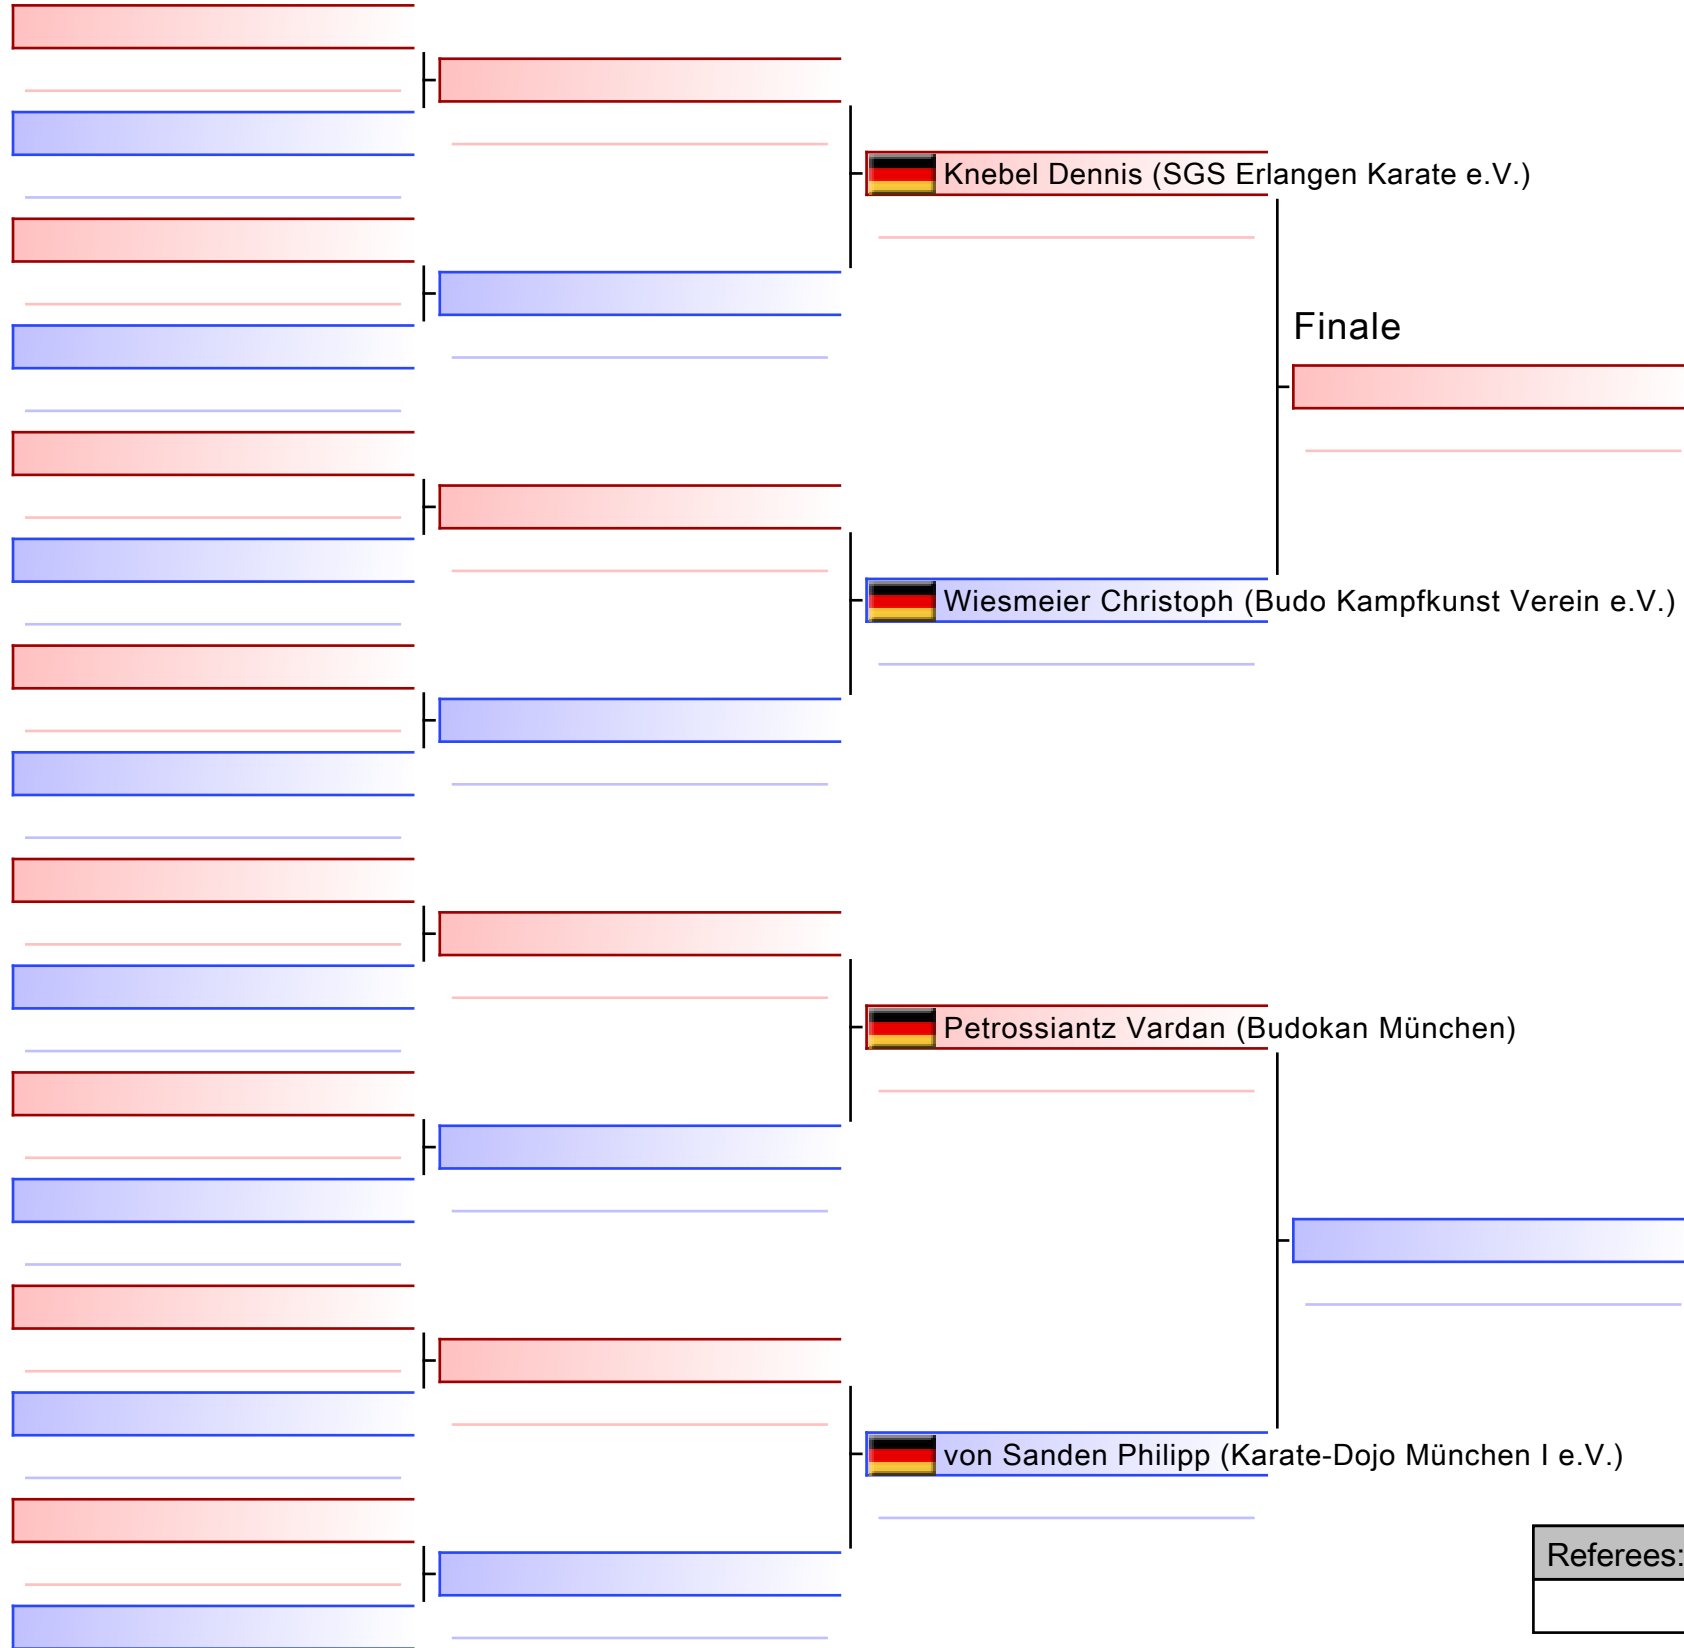 Knebel Dennis (SGS Erlangen Karate e.V.)
Finale
Wiesmeier Christoph (Budo Kampfkunst Verein e.V.)
Petrossiantz Vardan (Budokan München)
von Sanden Philipp (Karate-Dojo München I e.V.)
Referees: